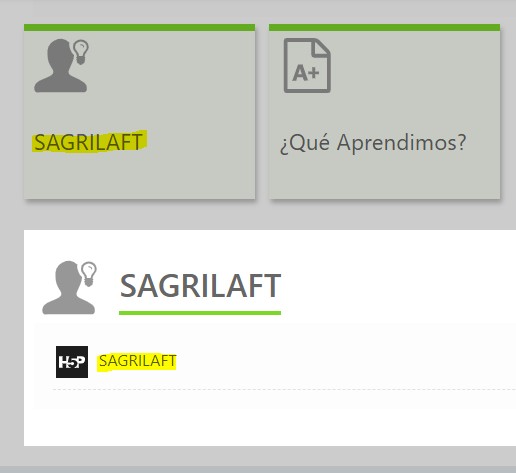 A+
SAGRILAFT
¿Qué Aprendimos?
SAGRILAFT
H5P
SAGRILAFT